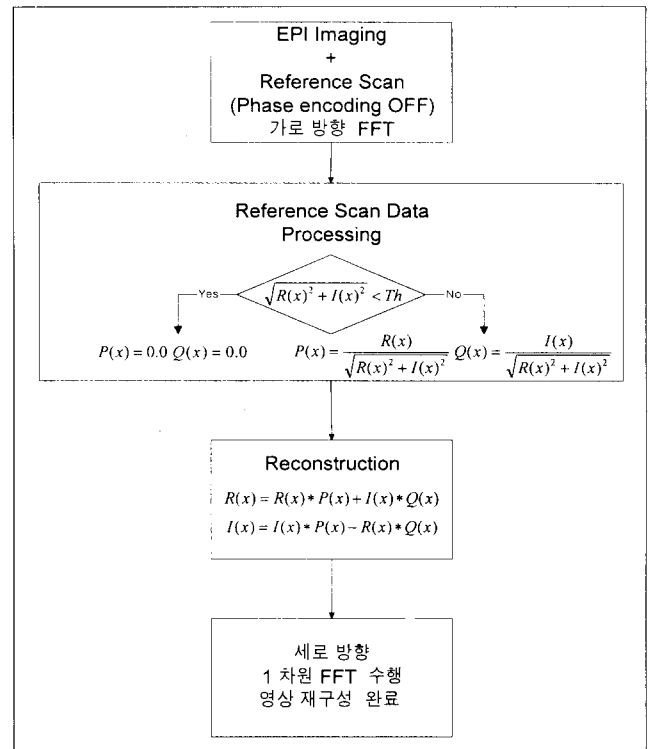 EPI Imaging
+
Reference Scan
(Phase encoding OFF)
가로 방향 FFT
Reference Scan Data
Processing
Yes
√(R(x)² + I(x)²) < Th
No
P(x) = 0.0 Q(x) = 0.0
P(x) = R(x) / √(R(x)² + I(x)²) Q(x) = I(x) / √(R(x)² + I(x)²)
Reconstruction
R(x) = R(x) * P(x) + I(x) * Q(x)
I(x) = I(x) * P(x) − R(x) * Q(x)
세로 방향
1 차원 FFT 수행
영상 재구성 완료